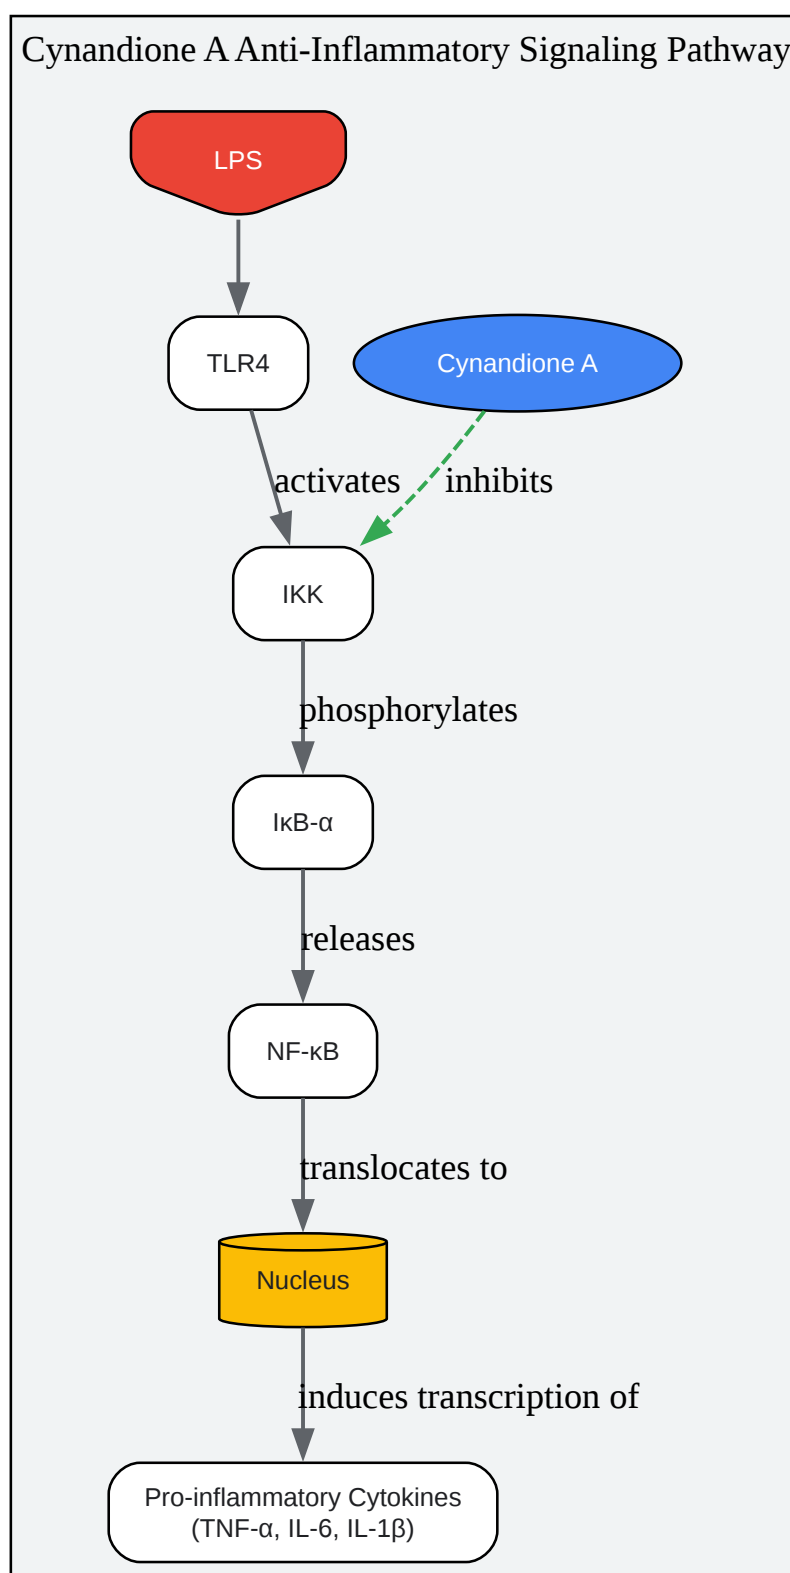 Cynandione A Anti-Inflammatory Signaling Pathway
LPS
TLR4
Cynandione A
activates
inhibits
IKK
phosphorylates
IκB-α
releases
NF-κB
translocates to
Nucleus
induces transcription of
Pro-inflammatory Cytokines
(TNF-α, IL-6, IL-1β)